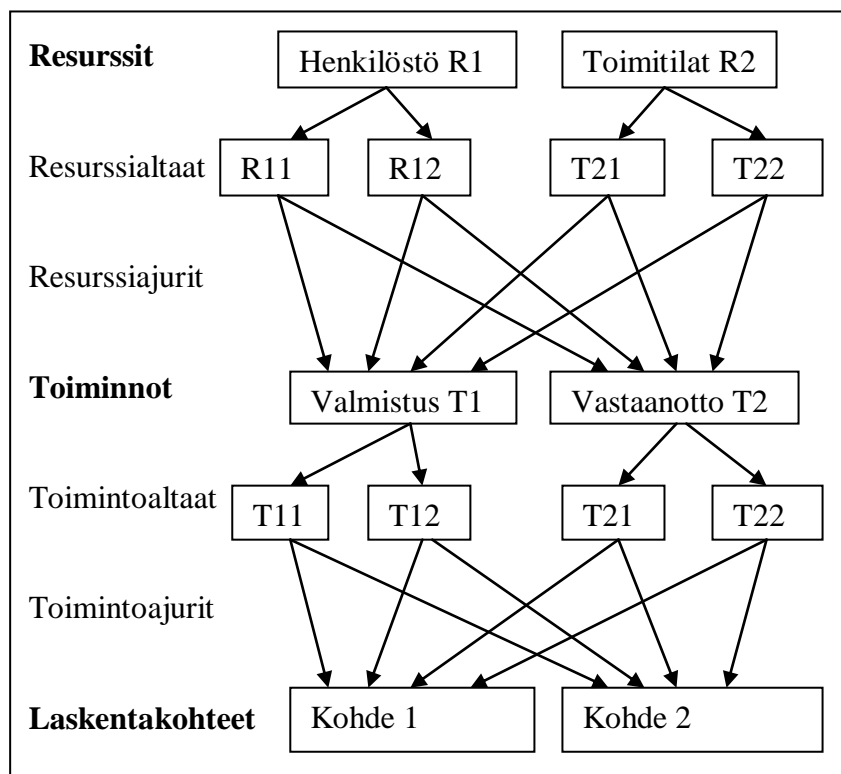 Resurssit Henkilöstö R1 Toimitilat R2
Resurssialtaat R11 R12 T21 T22
Resurssiajurit
Toiminnot Valmistus T1 Vastaanotto T2
Toimintoaltaat T11 T12 T21 T22
Toimintoajurit
Laskentakohteet Kohde 1 Kohde 2